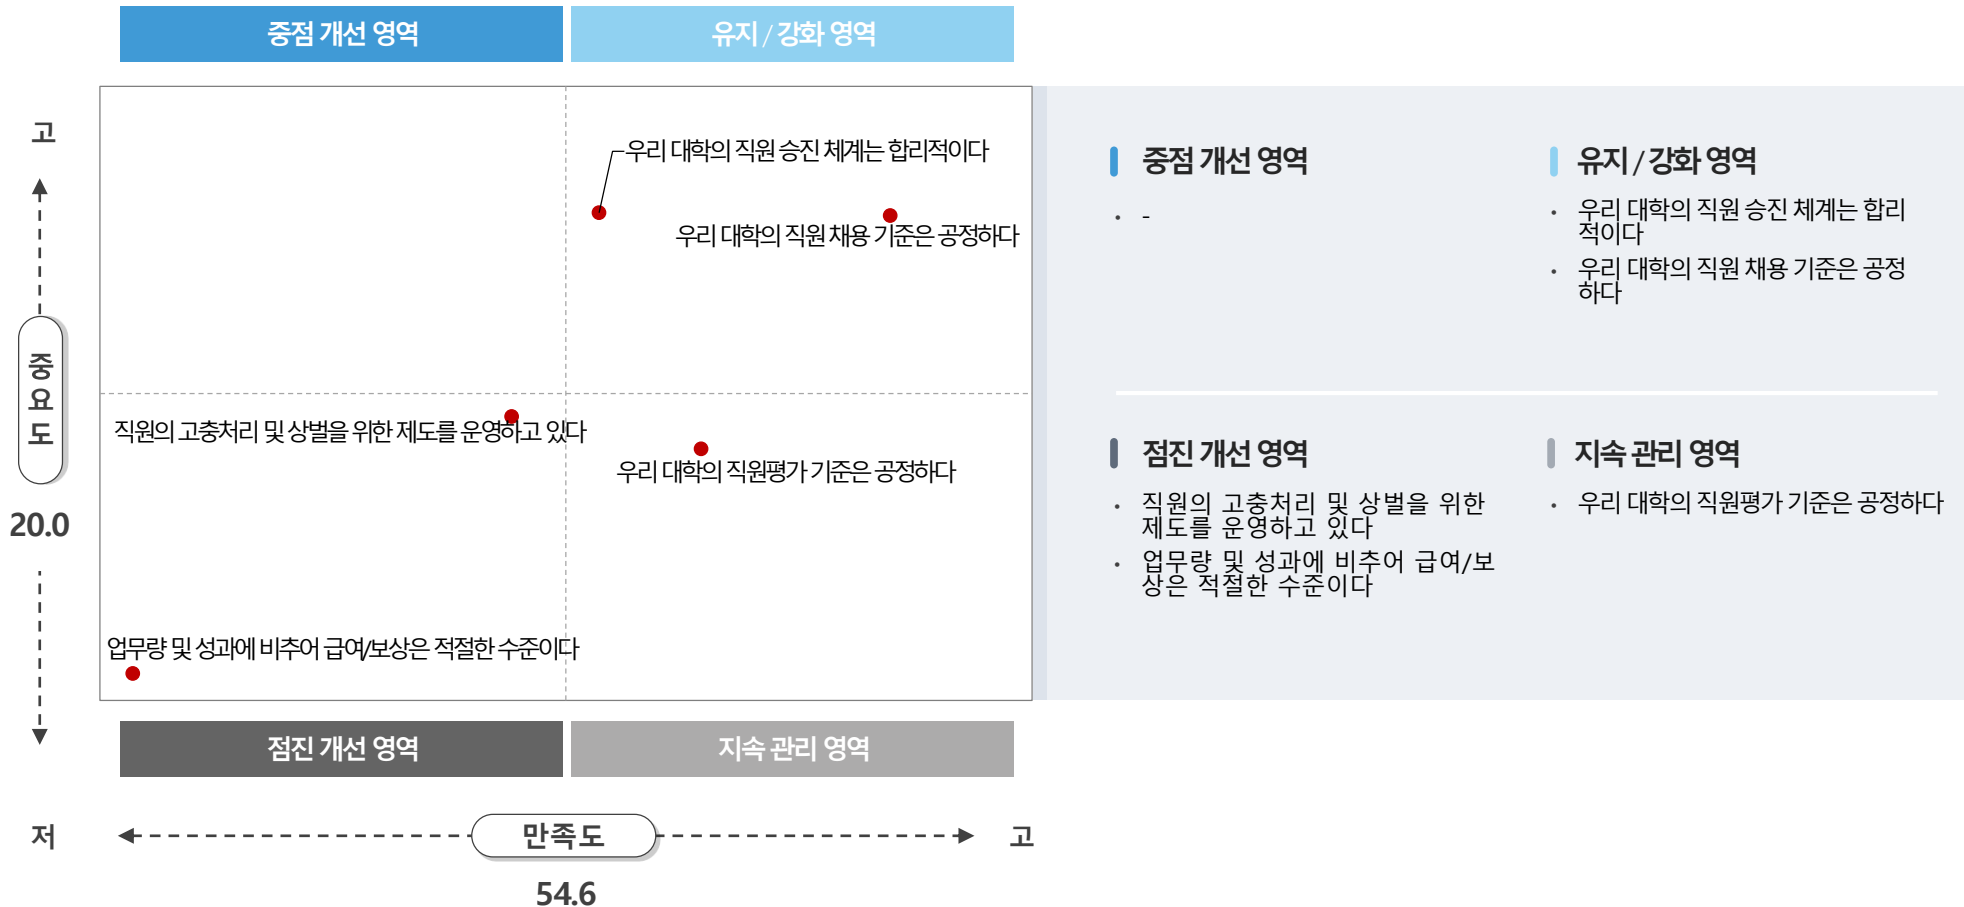 중점 개선 영역
유지 / 강화 영역
고
우리 대학의 직원 승진 체계는 합리적이다
우리 대학의 직원 채용 기준은 공정하다
중요도
20.0
직원의 고충처리 및 상벌을 위한 제도를 운영하고 있다
우리 대학의 직원평가 기준은 공정하다
업무량 및 성과에 비추어 급여/보상은 적절한 수준이다
점진 개선 영역
지속 관리 영역
저
만족도
고
54.6
중점 개선 영역
• -
유지 / 강화 영역
• 우리 대학의 직원 승진 체계는 합리
적이다
• 우리 대학의 직원 채용 기준은 공정
하다
점진 개선 영역
• 직원의 고충처리 및 상벌을 위한
제도를 운영하고 있다
• 업무량 및 성과에 비추어 급여/보
상은 적절한 수준이다
지속 관리 영역
• 우리 대학의 직원평가 기준은 공정하다